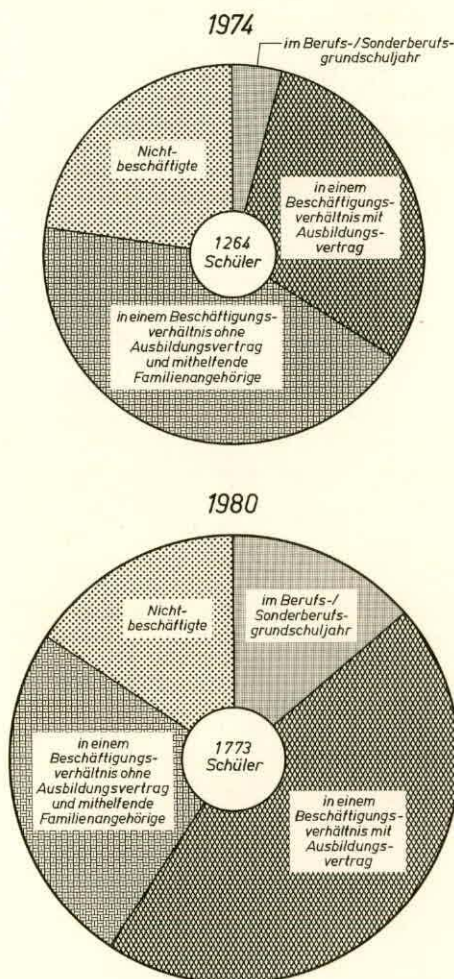 1974
im Berufs-/Sonderberufs-
grundschuljahr
Nicht-
beschäftigte
in einem
Beschäftigungs-
verhältnis mit
Ausbildungs-
vertrag
1264
Schüler
in einem Beschäftigungs-
verhältnis ohne
Ausbildungsvertrag
und mithelfende
Familienangehörige
1980
Nicht-
beschäftigte
im Berufs-/
Sonderberufs-
grundschuljahr
in einem
Beschäftigungs-
verhältnis ohne
Ausbildungsvertrag
und mithelfende
Familienangehörige
1773
Schüler
in einem
Beschäftigungs-
verhältnis mit
Ausbildungs-
vertrag